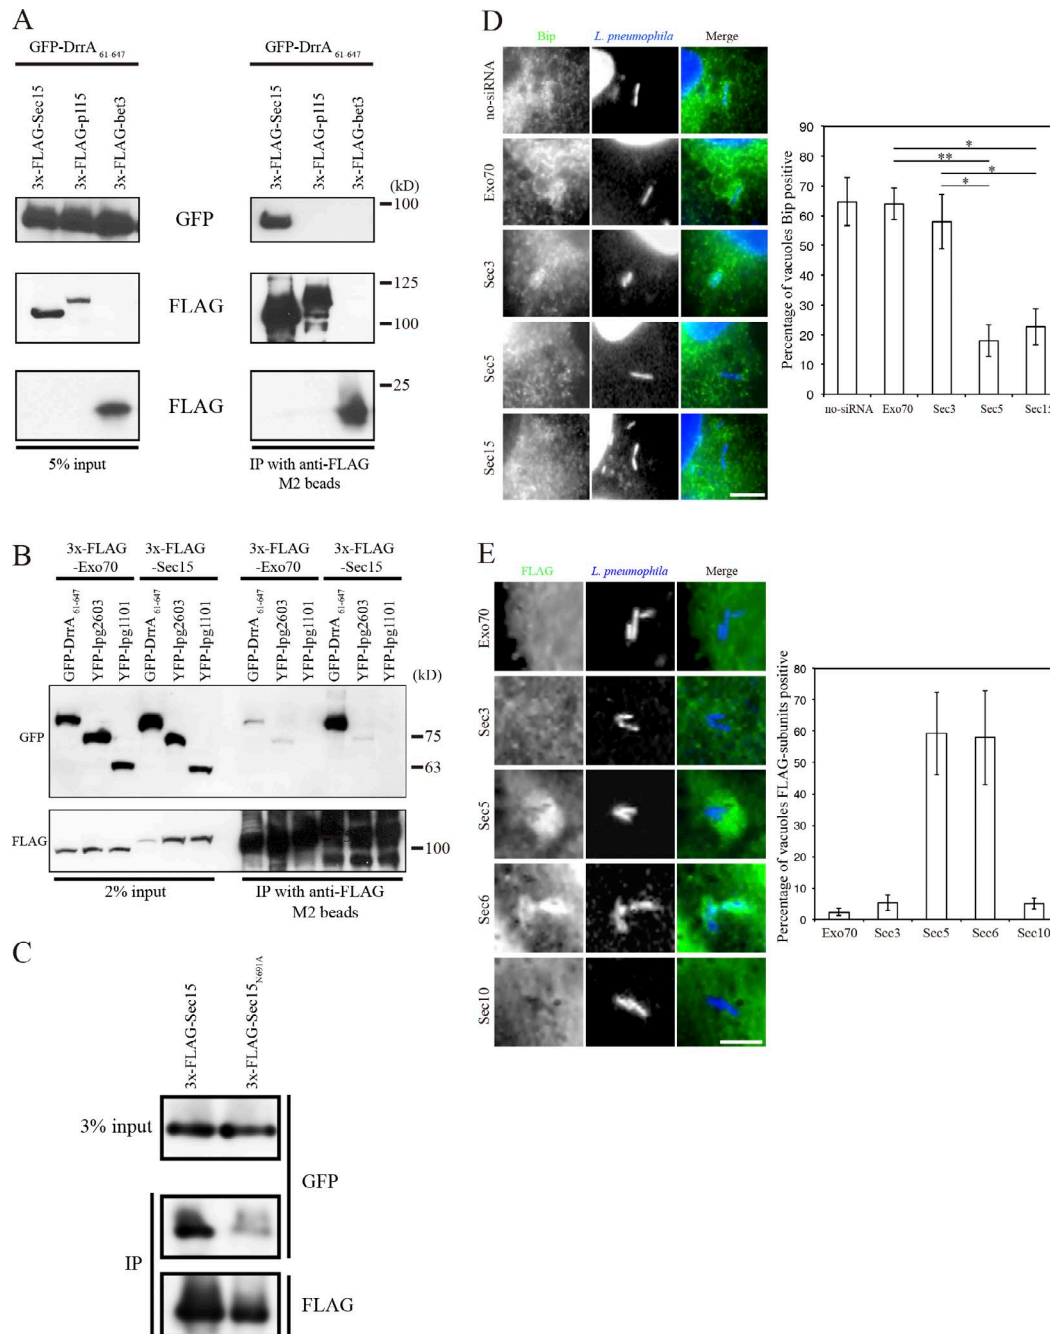 A
GFP-DrrA 61-647
GFP-DrrA 61-647
3x-FLAG-Sec15
3x-FLAG-p115
3x-FLAG-bet3
3x-FLAG-Sec15
3x-FLAG-p115
3x-FLAG-bet3
(kD)
GFP
100
FLAG
125
100
FLAG
25
5% input
IP with anti-FLAG
M2 beads
B
3x-FLAG
-Exo70
3x-FLAG
-Sec15
3x-FLAG
-Exo70
3x-FLAG
-Sec15
GFP-DrrA 61-647
YFP-lpg2603
YFP-lpg1101
GFP-DrrA 61-647
YFP-lpg2603
YFP-lpg1101
GFP-DrrA 61-647
YFP-lpg2603
YFP-lpg1101
GFP-DrrA 61-647
YFP-lpg2603
YFP-lpg1101
(kD)
GFP
75
63
FLAG
100
2% input
IP with anti-FLAG
M2 beads
C
3x-FLAG-Sec15
3x-FLAG-Sec15 N691A
3% input
GFP
IP
FLAG
D
Bip
L. pneumophila
Merge
no-siRNA
Exo70
Sec3
Sec5
Sec15
Percentage of vacuoles Bip positive
90
80
70
60
50
40
30
20
10
0
*
**
*
*
no-siRNA
Exo70
Sec3
Sec5
Sec15
E
FLAG
L. pneumophila
Merge
Exo70
Sec3
Sec5
Sec6
Sec10
Percentage of vacuoles FLAG-subunits positive
80
70
60
50
40
30
20
10
0
Exo70
Sec3
Sec5
Sec6
Sec10